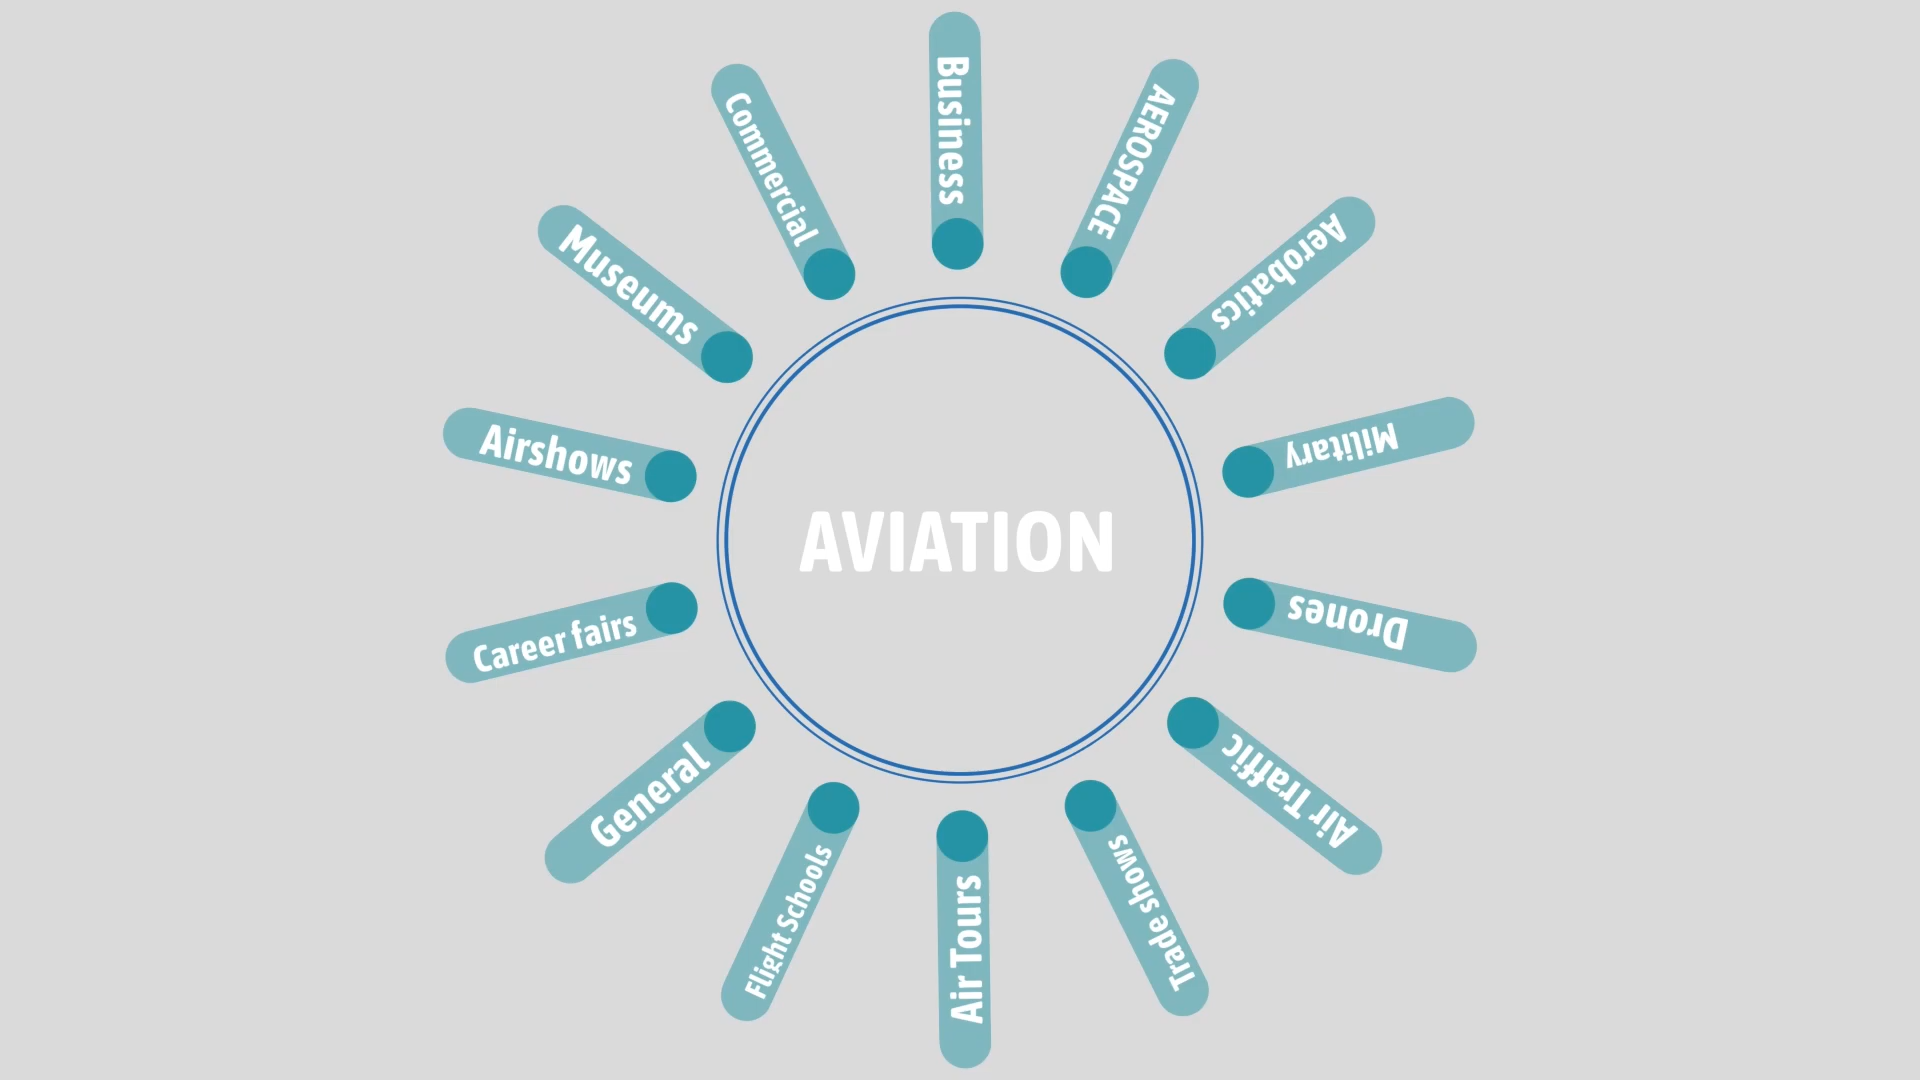 Business
AEROSPACE
Aerobatics
Military
Drones
Air Traffic
Trade shows
Air Tours
Flight Schools
General
Career fairs
Airshows
Museums
Commercial
AVIATION